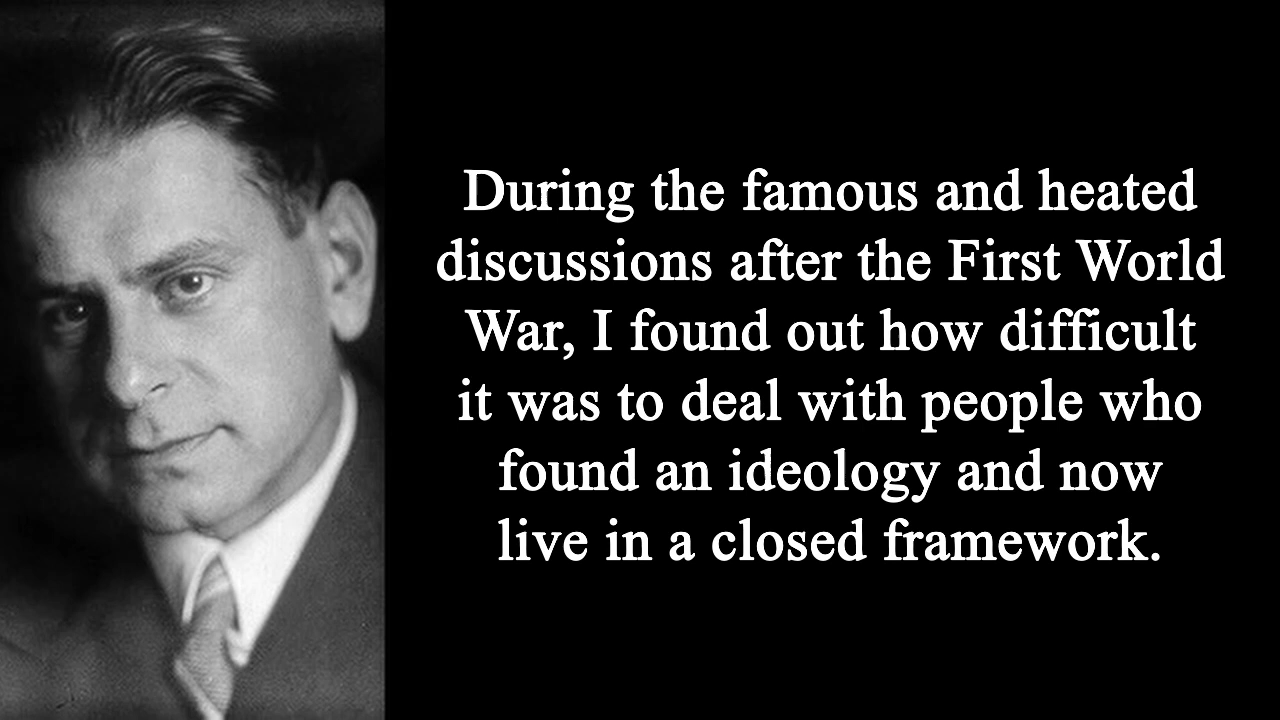 During the famous and heated
discussions after the First World
War, I found out how difficult
it was to deal with people who
found an ideology and now
live in a closed framework.